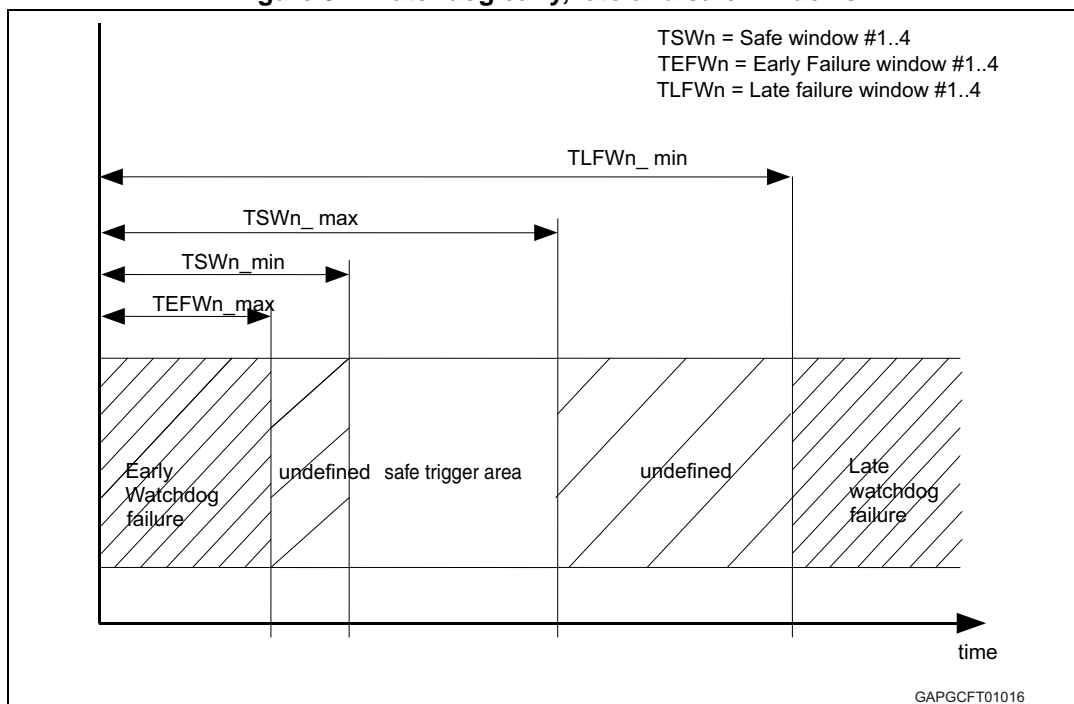 TSWn = Safe window #1..4
TEFWn = Early Failure window #1..4
TLFWn = Late failure window #1..4
TLFWn_ min
TSWn_ max
TSWn_min
TEFWn_max
Early
Watchdog
failure
undefined
safe trigger area
undefined
Late
watchdog
failure
time
GAPGCFT01016